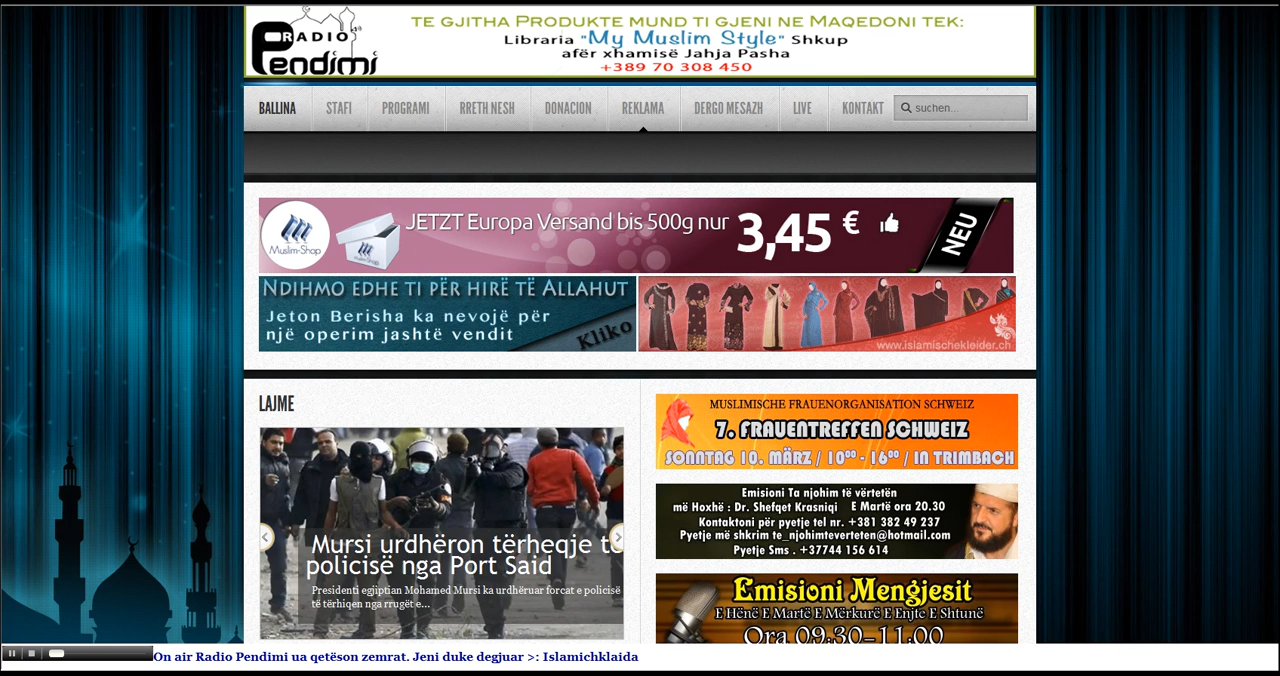 RADIO
Pendimi
TE GJITHA PRODUKTE MUND TI GJENI NE MAQEDONI TEK:
Libraria "My Muslim Style" Shkup
afër xhamisë Jahja Pasha
+389 70 308 450
BALLINA STAFI PROGRAMI RRETH NESH DONACION REKLAMA DERGO MESAZH LIVE KONTAKT suchen...
Muslim-Shop
JETZT Europa Versand bis 500g nur 3,45 € NEU
NDIHMO EDHE TI PËR HIRË TË ALLAHUT
Jeton Berisha ka nevojë për
një operim jashtë vendit
Kliko
www.islamischekleider.ch
LAJME
Mursi urdhëron tërheqje të
policisë nga Port Said
Presidenti egjiptian Mohamed Mursi ka urdhëruar forcat e policisë
të tërhiqen nga rrugët e...
MUSLIMISCHE FRAUENORGANISATION SCHWEIZ
7. FRAUENTREFFEN SCHWEIZ
SONNTAG 10. MÄRZ / 10⁰⁰ - 16⁰⁰ / IN TRIMBACH
Emisioni Ta njohim të vërtetën
më Hoxhë : Dr. Shefqet Krasniqi E Martë ora 20.30
Kontaktoni për pyetje tel nr. +381 382 49 237
Pyetje më shkrim te_njohimteverteten@hotmail.com
Pyetje Sms . +37744 156 614
Emisioni Mengjesit
E Hënë E Martë E Mërkurë E Enjte E Shtunë
Ora 09:30-11:00
On air Radio Pendimi ua qetëson zemrat. Jeni duke degjuar >: Islamichklaida